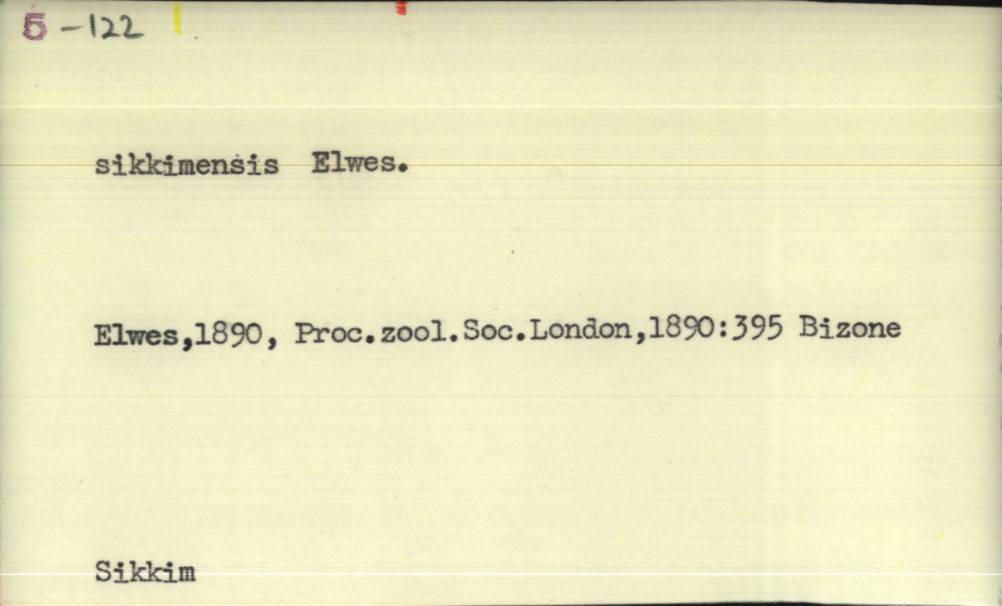 5-122
sikkimensis Elwes.
Elwes,1890, Proc.zool.Soc.London,1890:395 Bizone
Sikkim